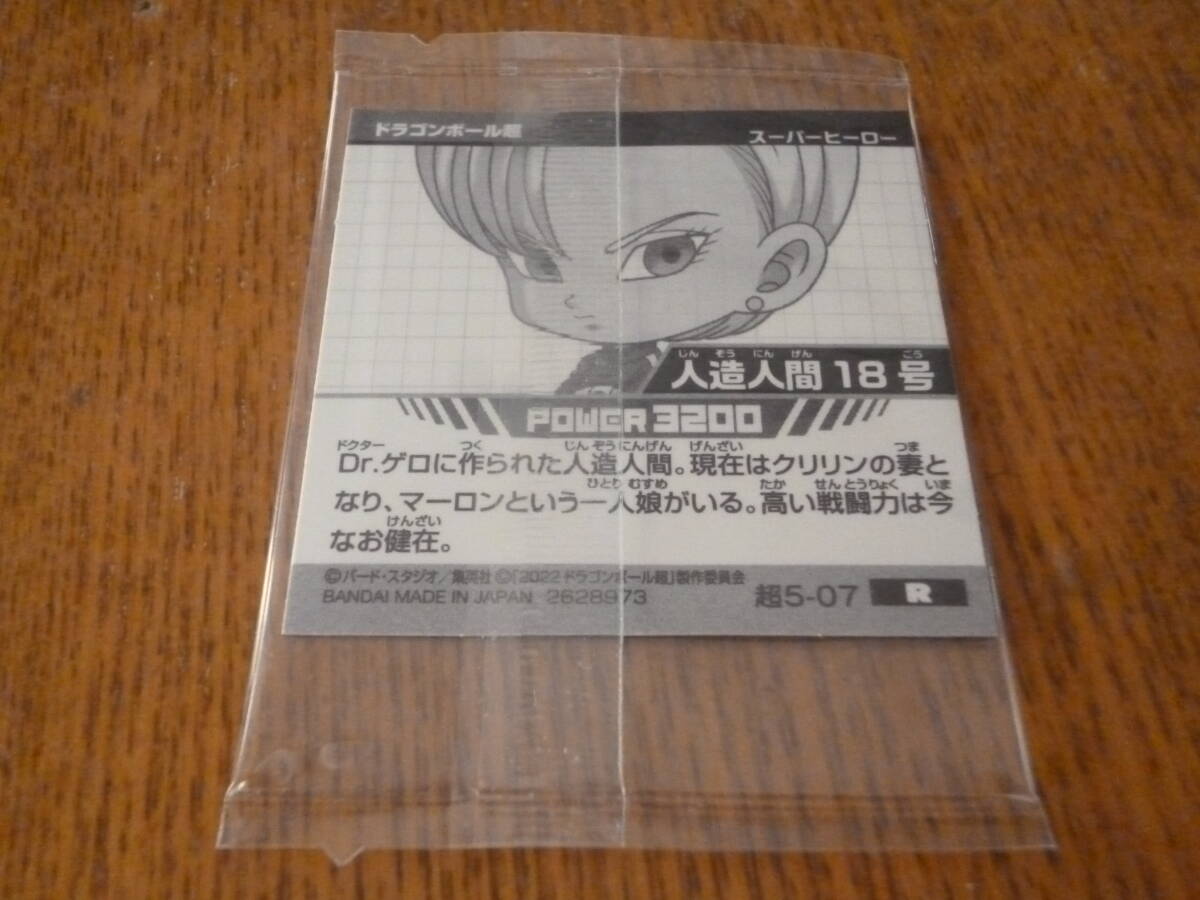 ドラゴンボール超
スーパーヒーロー
じん ぞう にん げん ごう
人造人間18号
POWER 3200
ドクター つく じんぞうにんげん げんざい つま
Dr.ゲロに作られた人造人間。現在はクリリンの妻と
ひとりむすめ たか せんとうりょく いま
なり、マーロンという一人娘がいる。高い戦闘力は今
けんざい
なお健在。
©バード・スタジオ/集英社 ©「2022 ドラゴンボール超」製作委員会
BANDAI MADE IN JAPAN 2628973
超5-07 R